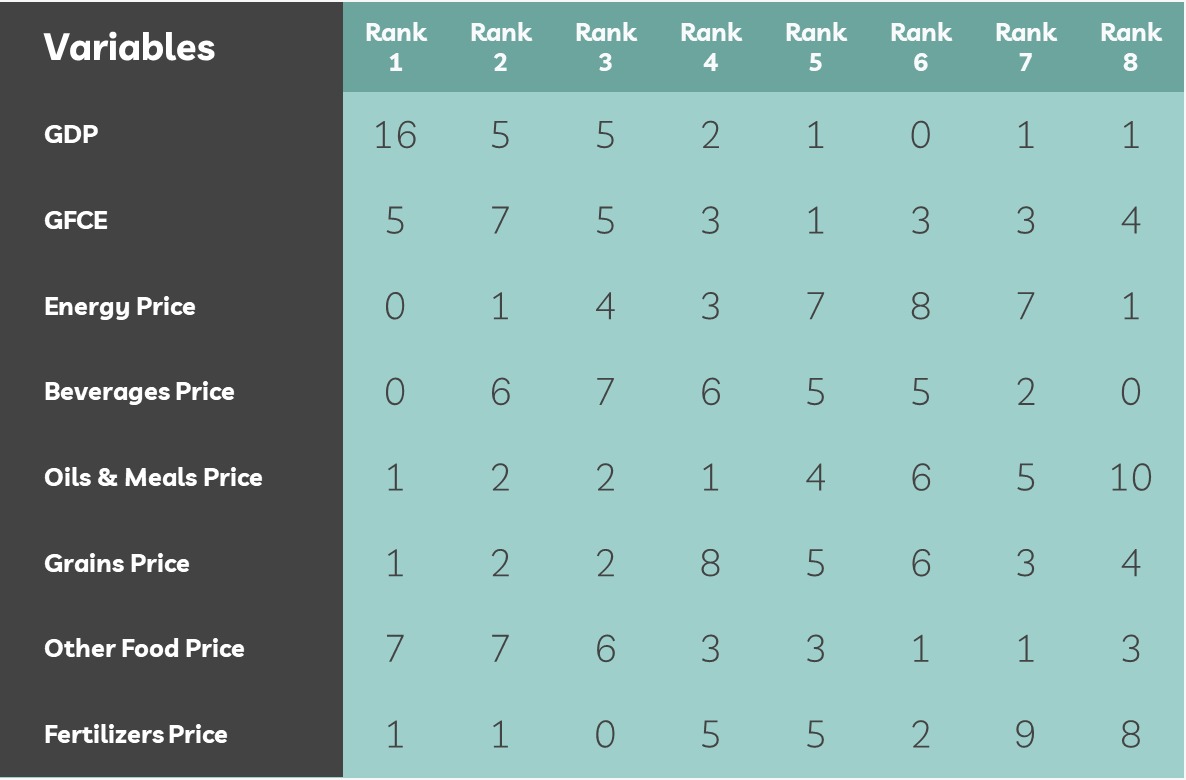 Variables Rank 1 Rank 2 Rank 3 Rank 4 Rank 5 Rank 6 Rank 7 Rank 8
GDP 16 5 5 2 1 0 1 1
GFCE 5 7 5 3 1 3 3 4
Energy Price 0 1 4 3 7 8 7 1
Beverages Price 0 6 7 6 5 5 2 0
Oils & Meals Price 1 2 2 1 4 6 5 10
Grains Price 1 2 2 8 5 6 3 4
Other Food Price 7 7 6 3 3 1 1 3
Fertilizers Price 1 1 0 5 5 2 9 8